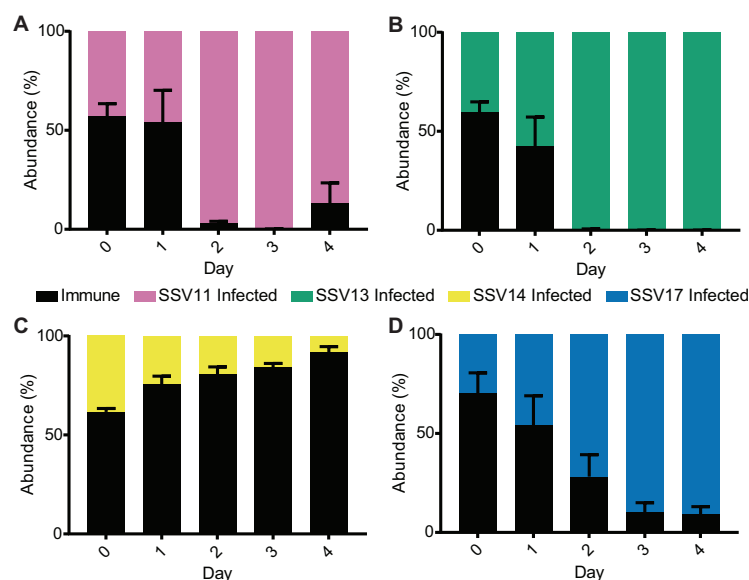 A
100
50
0
Abundance (%)
0 1 2 3 4
Day
B
100
50
0
Abundance (%)
0 1 2 3 4
Day
Immune SSV11 Infected SSV13 Infected SSV14 Infected SSV17 Infected
C
100
50
0
Abundance (%)
0 1 2 3 4
Day
D
100
50
0
Abundance (%)
0 1 2 3 4
Day